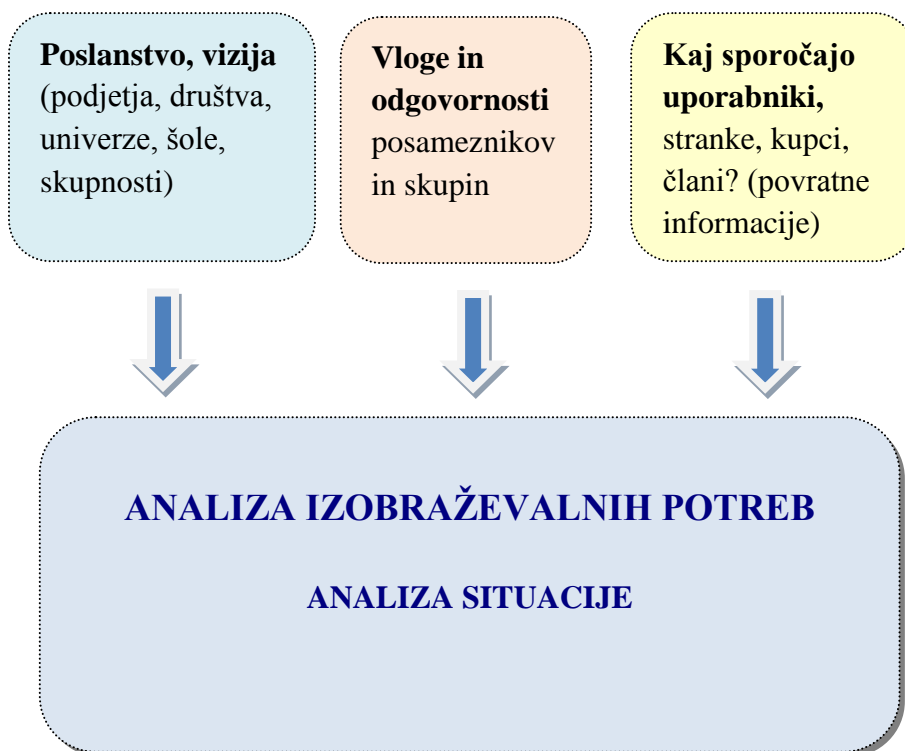 Poslanstvo, vizija
(podjetja, društva,
univerze, šole,
skupnosti)
Vloge in
odgovornosti
posameznikov
in skupin
Kaj sporočajo
uporabniki,
stranke, kupci,
člani? (povratne
informacije)
ANALIZA IZOBRAŽEVALNIH POTREB
ANALIZA SITUACIJE